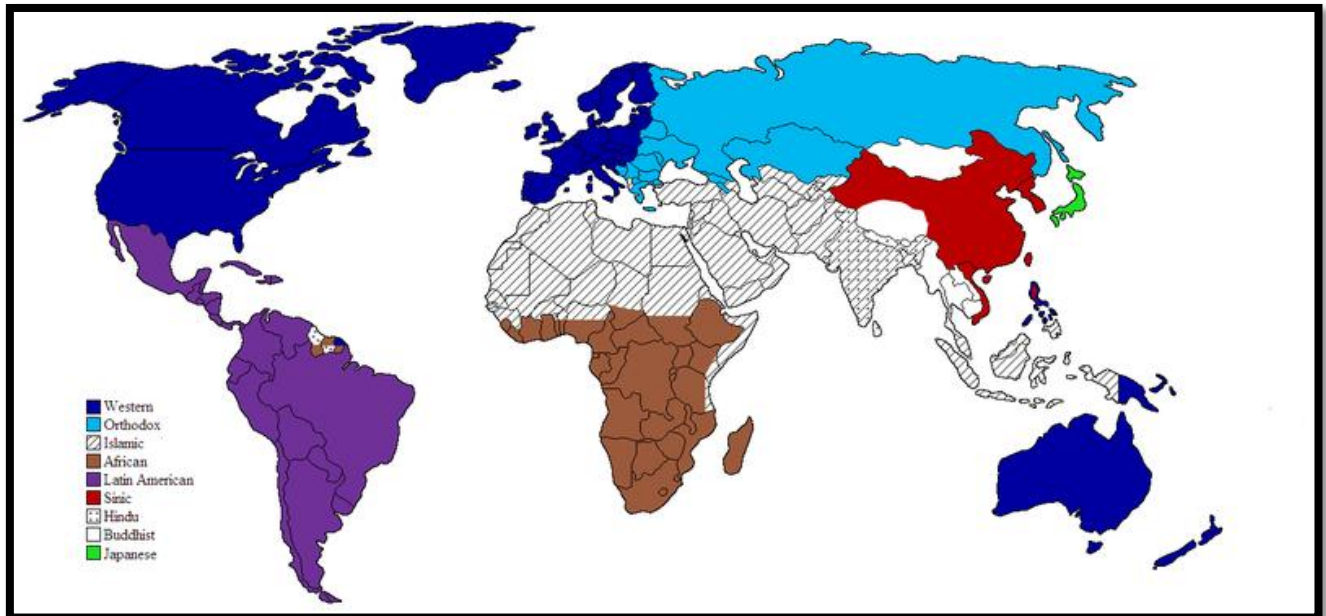 Western
Orthodox
Islamic
African
Latin American
Sinic
Hindu
Buddhist
Japanese